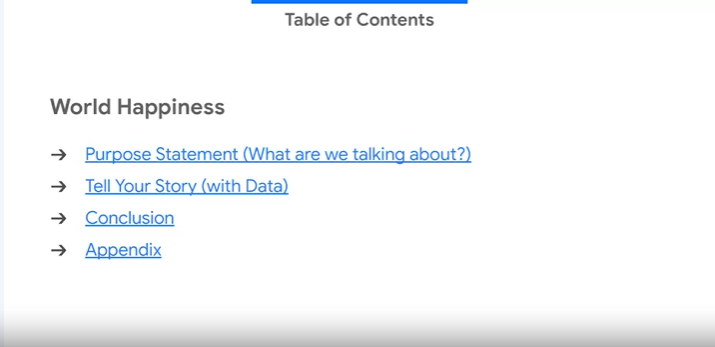 Table of Contents
World Happiness
→ Purpose Statement (What are we talking about?)
→ Tell Your Story (with Data)
→ Conclusion
→ Appendix